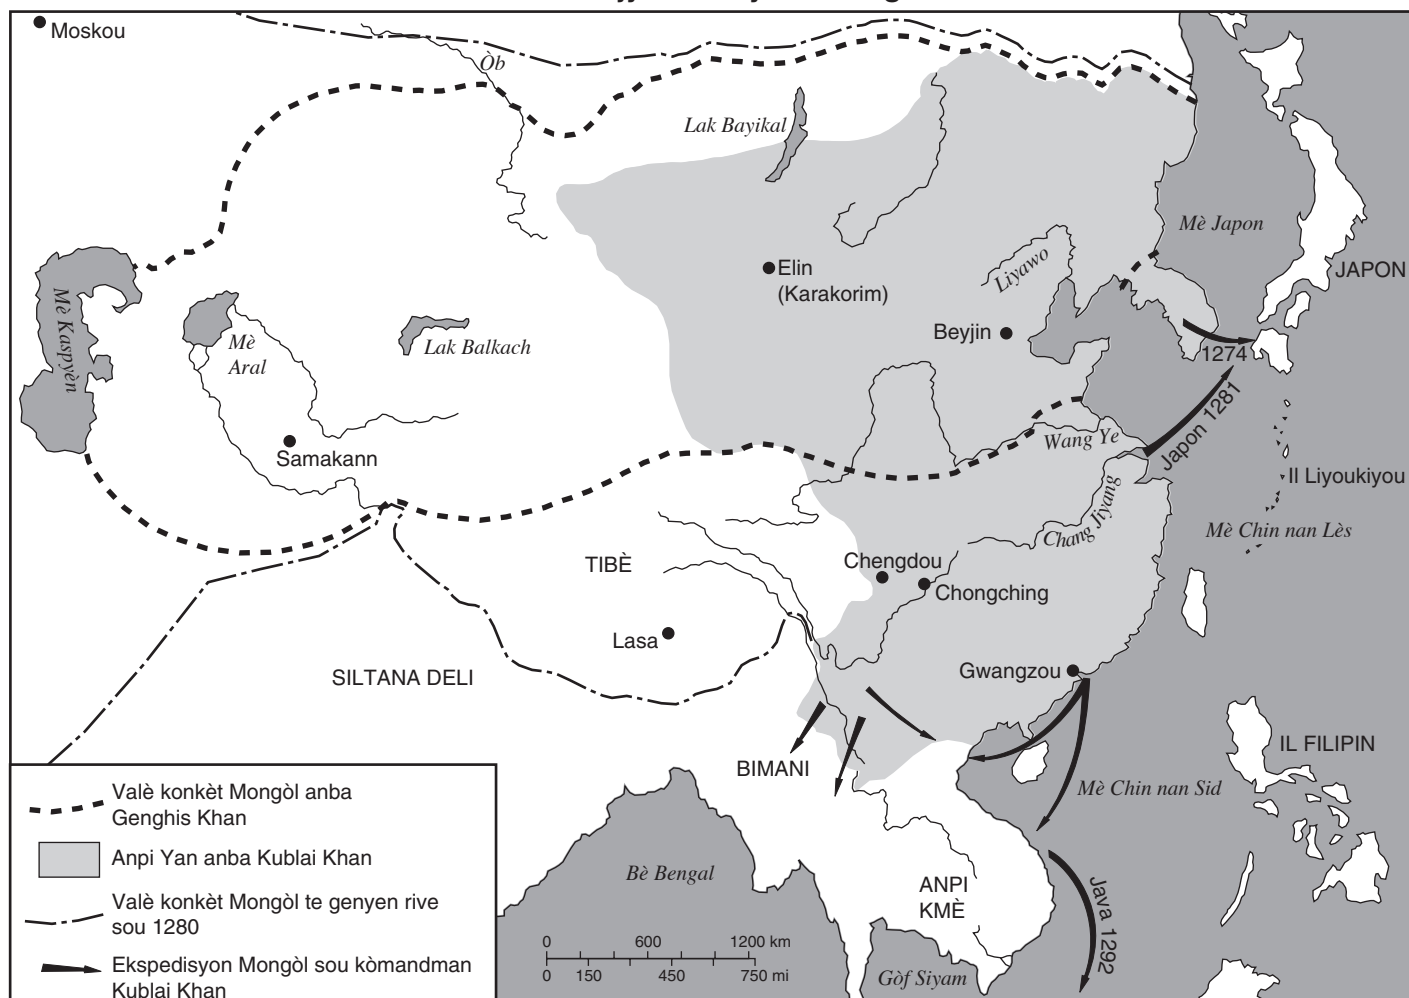 Moskou
Òb
Lak Bayikal
Mè Japon
JAPON
Elin
(Karakorim)
Liyawo
Beyjin
Mè Kaspyèn
Mè
Aral
Lak Balkach
1274
Japon 1281
Samakann
Wang Ye
Il Liyoukiyou
Chang Jiyang
Mè Chin nan Lès
TIBÈ
Chengdou
Chongching
Lasa
Gwangzou
SILTANA DELI
BIMANI
IL FILIPIN
Mè Chin nan Sid
Bè Bengal
ANPI
KMÈ
Java 1292
Gòf Siyam
0 600 1200 km
0 150 450 750 mi
Valè konkèt Mongòl anba
Genghis Khan
Anpi Yan anba Kublai Khan
Valè konkèt Mongòl te genyen rive
sou 1280
Ekspedisyon Mongòl sou kòmandman
Kublai Khan